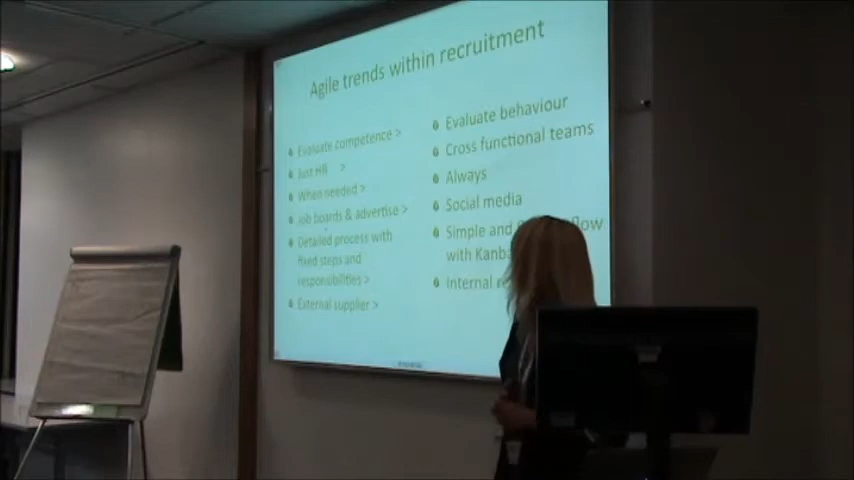 Agile trends within recruitment
Evaluate competence >
Just HR >
When needed >
Job boards & advertise >
Detailed process with
fixed steps and
responsibilities >
External supplier >
Evaluate behaviour
Cross functional teams
Always
Social media
Simple and flow
with
Internal